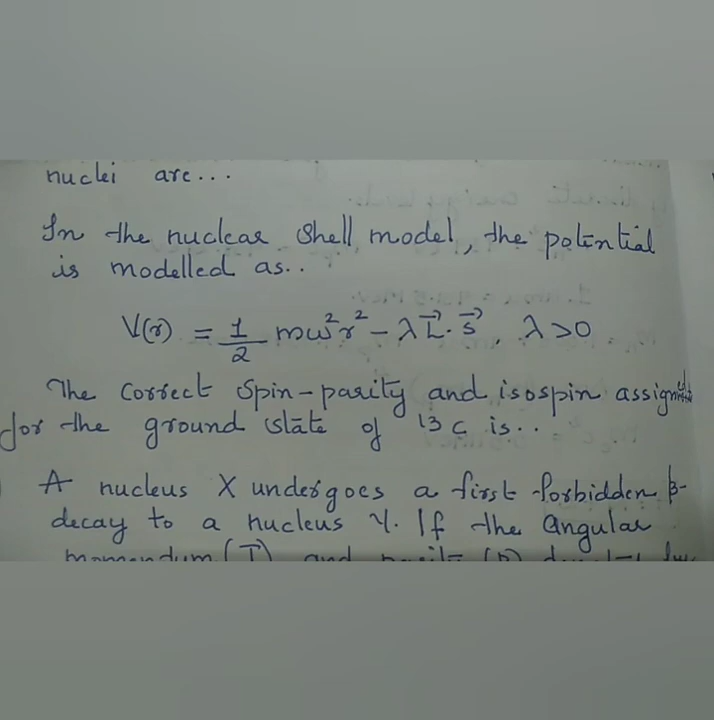 nuclei are...
In the nuclear shell model, the potential
is modelled as..
V(r) = 1/2 mω²r² - λ L⃗. s⃗, λ>0
The correct spin-parity and isospin
for the ground state of ¹³C is..
A nucleus X undergoes a first forbidden β-
decay to a nucleus Y. If the angular
momentum (J) and